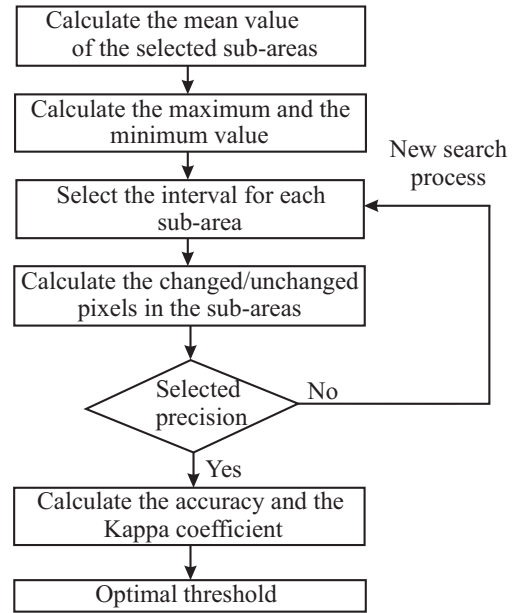 Calculate the mean value
of the selected sub-areas
Calculate the maximum and the
minimum value
New search
process
Select the interval for each
sub-area
Calculate the changed/unchanged
pixels in the sub-areas
Selected
precision
No
Yes
Calculate the accuracy and the
Kappa coefficient
Optimal threshold